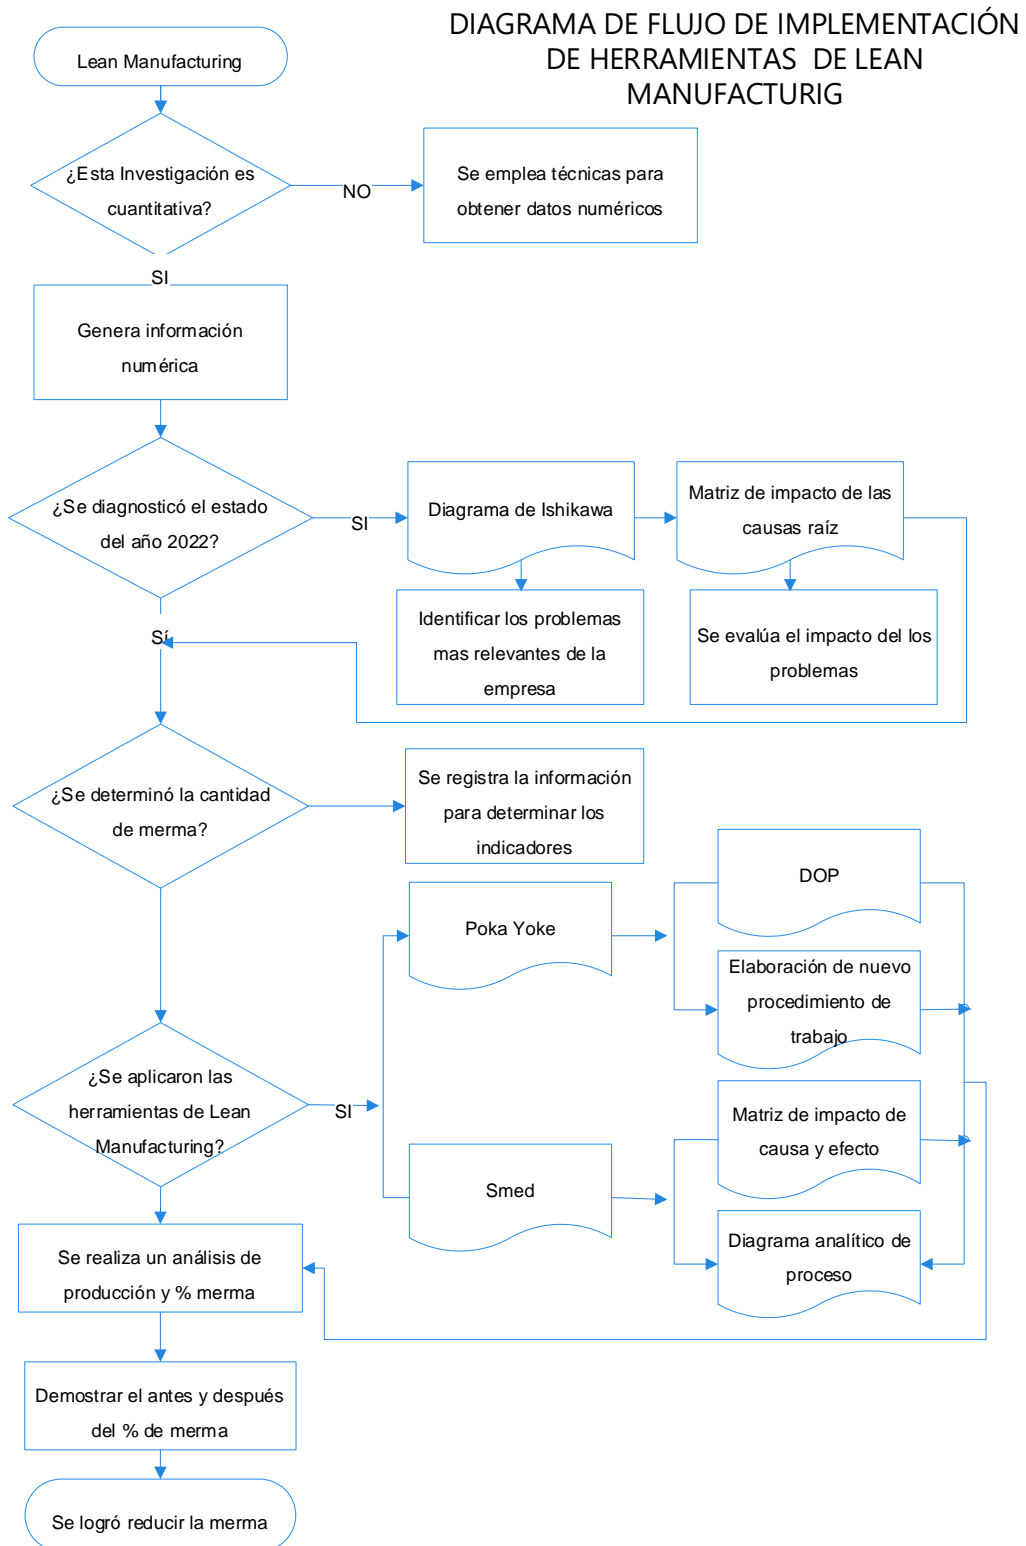 DIAGRAMA DE FLUJO DE IMPLEMENTACIÓN
DE HERRAMIENTAS DE LEAN
MANUFACTURIG
Lean Manufacturing
¿Esta Investigación es
cuantitativa?
NO
Se emplea técnicas para
obtener datos numéricos
SI
Genera información
numérica
¿Se diagnosticó el estado
del año 2022?
SI
Diagrama de Ishikawa
Matriz de impacto de las
causas raíz
Identificar los problemas
mas relevantes de la
empresa
Se evalúa el impacto del los
problemas
Sí
¿Se determinó la cantidad
de merma?
Se registra la información
para determinar los
indicadores
Poka Yoke
DOP
Elaboración de nuevo
procedimiento de
trabajo
¿Se aplicaron las
herramientas de Lean
Manufacturing?
SI
Smed
Matriz de impacto de
causa y efecto
Diagrama analítico de
proceso
Se realiza un análisis de
producción y % merma
Demostrar el antes y después
del % de merma
Se logró reducir la merma